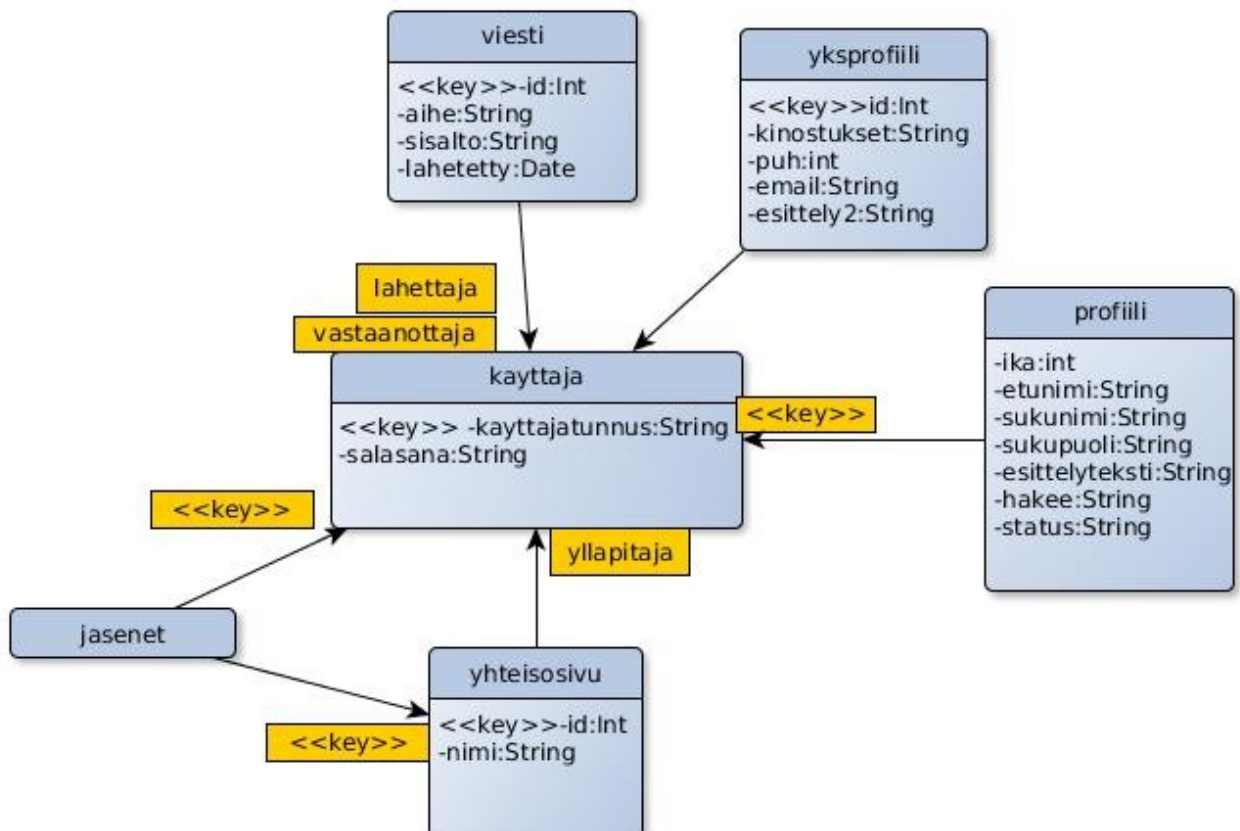 viesti
<<key>>-id:Int
-aihe:String
-sisalto:String
-lahetetty:Date
yksprofiili
<<key>>id:Int
-kinostukset:String
-puh:int
-email:String
-esittely2:String
lahettaja
vastaanottaja
profiili
-ika:int
-etunimi:String
-sukunimi:String
-sukupuoli:String
-esittelyteksti:String
-hakee:String
-status:String
kayttaja
<<key>> -kayttajatunnus:String
-salasana:String
<<key>>
<<key>>
yllapitaja
jasenet
yhteisosivu
<<key>>-id:Int
-nimi:String
<<key>>